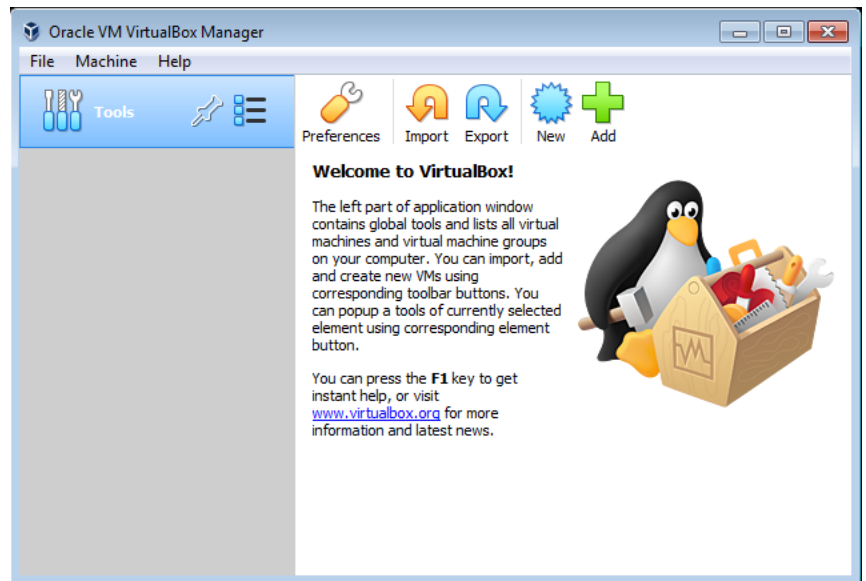 Oracle VM VirtualBox Manager
File Machine Help
Tools
Preferences Import Export New Add
Welcome to VirtualBox!
The left part of application window
contains global tools and lists all virtual
machines and virtual machine groups
on your computer. You can import, add
and create new VMs using
corresponding toolbar buttons. You
can popup a tools of currently selected
element using corresponding element
button.
You can press the F1 key to get
instant help, or visit
www.virtualbox.org for more
information and latest news.